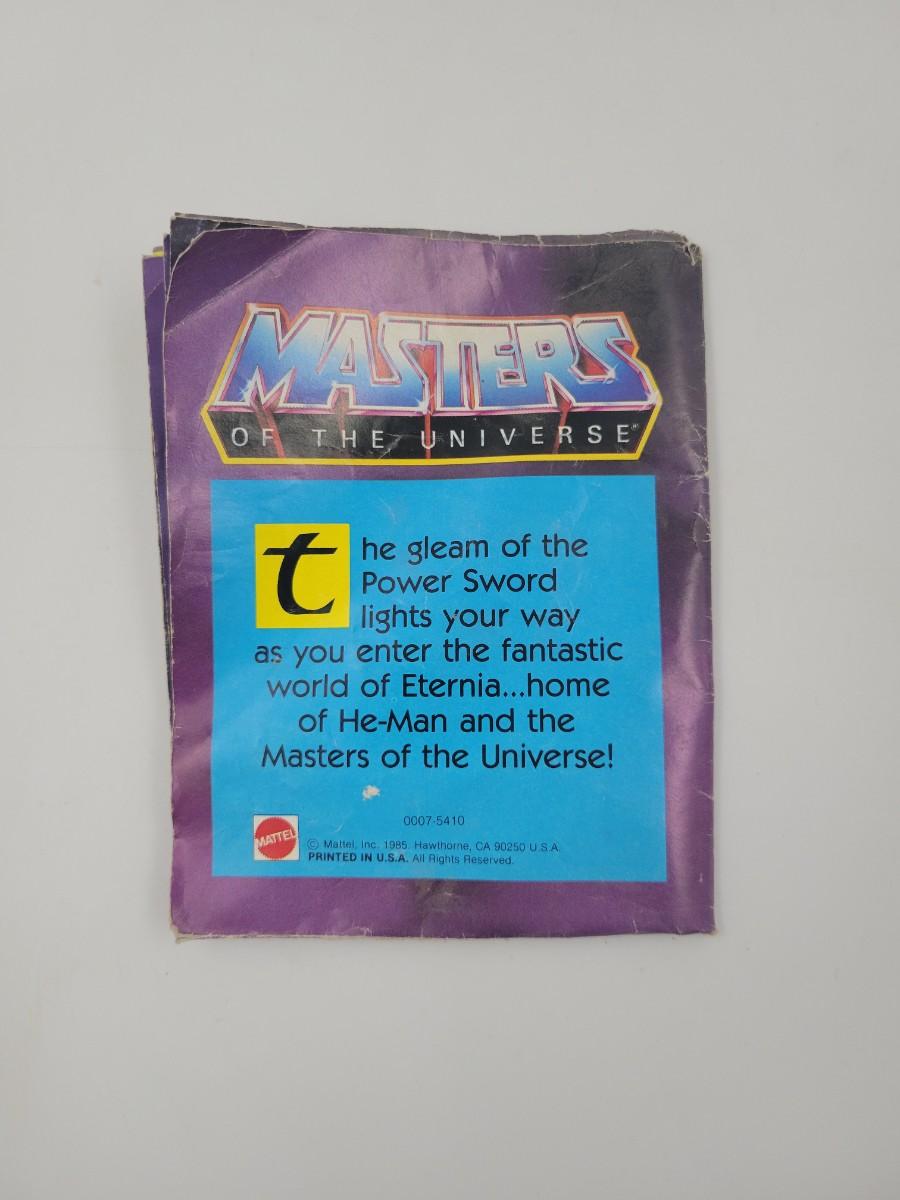 MASTERS
OF THE UNIVERSE®
the gleam of the
Power Sword
lights your way
as you enter the fantastic
world of Eternia...home
of He-Man and the
Masters of the Universe!
0007-5410
MATTEL
© Mattel, Inc. 1985. Hawthorne, CA 90250 U.S.A.
PRINTED IN U.S.A. All Rights Reserved.